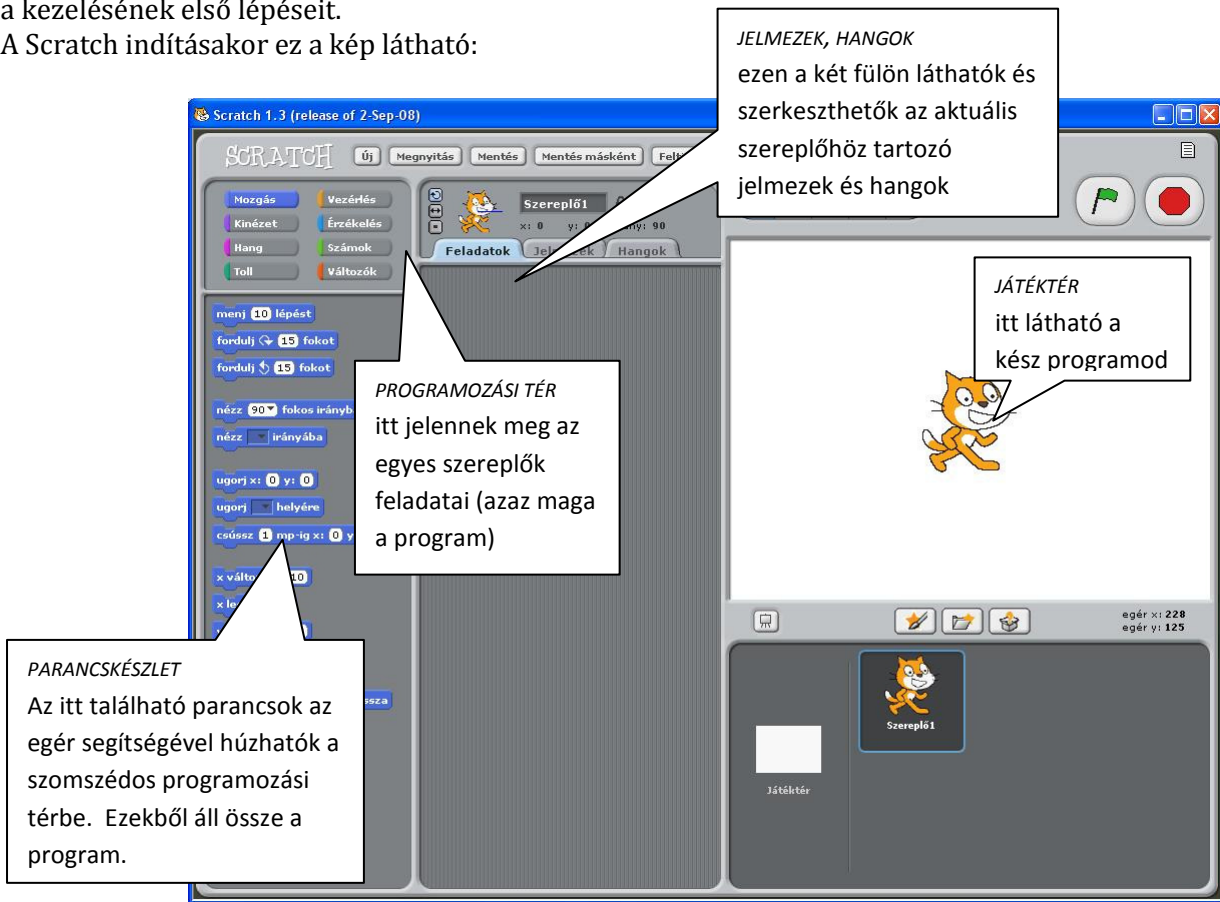 a kezelésének első lépéseit.
A Scratch indításakor ez a kép látható:
JELMEZEK, HANGOK
ezen a két fülön láthatók és
szerkeszthetők az aktuális
szereplőhöz tartozó
jelmezek és hangok
Scratch 1.3 (release of 2-Sep-08)
SCRATCH
Új
Megnyitás
Mentés
Mentés másként
Mozgás
Vezérlés
Kinézet
Érzékelés
Hang
Számok
Toll
Változók
Szereplő1
x: 0
90
Feladatok
Hangok
menj 10 lépést
fordulj 15 fokot
fordulj 15 fokot
nézz 90 fokos irányb
nézz irányába
ugorj x: 0 y: 0
ugorj helyére
csússz 1 mp-ig x: 0 y
JÁTÉKTÉR
itt látható a
kész programod
PROGRAMOZÁSI TÉR
itt jelennek meg az
egyes szereplők
feladatai (azaz maga
a program)
egér x: 228
egér y: 125
PARANCSKÉSZLET
Az itt található parancsok az
egér segítségével húzhatók a
szomszédos programozási
térbe. Ezekből áll össze a
program.
Szereplő1
Játéktér